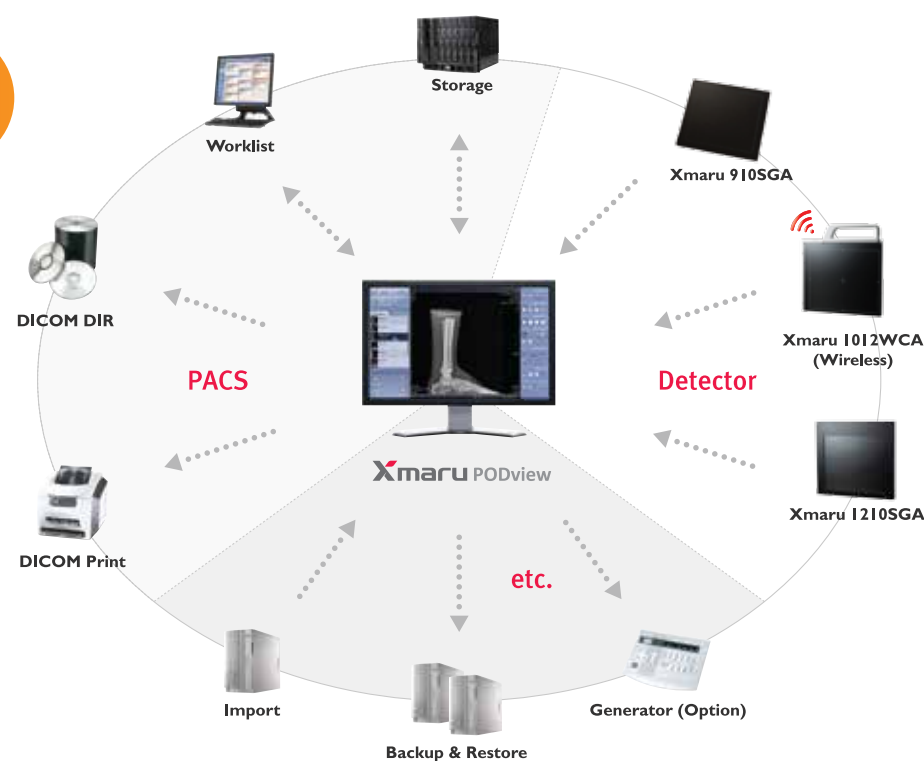 Storage
Worklist
Xmaru 910SGA
DICOM DIR
Xmaru 1012WCA
(Wireless)
PACS
Detector
Xmaru PODview
Xmaru 1210SGA
DICOM Print
etc.
Import
Generator (Option)
Backup & Restore